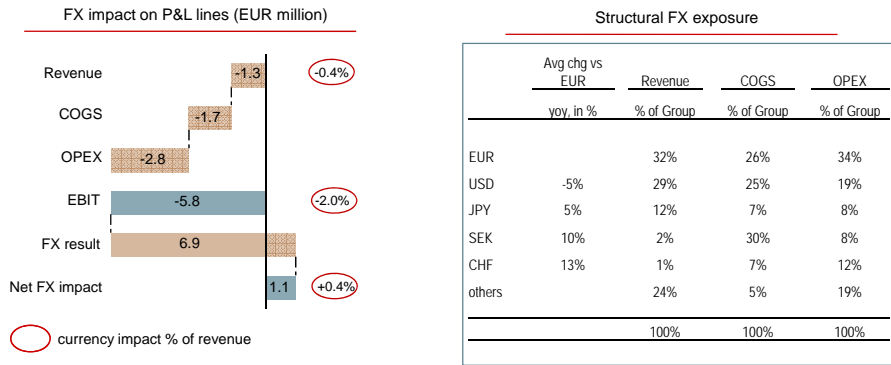 FX impact on P&L lines (EUR million)
Revenue -1.3 -0.4%
COGS -1.7
OPEX -2.8
EBIT -5.8 -2.0%
FX result 6.9
Net FX impact 1.1 +0.4%
currency impact % of revenue
Structural FX exposure
Avg chg vs
EUR Revenue COGS OPEX
yoy, in % % of Group % of Group % of Group
EUR 32% 26% 34%
USD -5% 29% 25% 19%
JPY 5% 12% 7% 8%
SEK 10% 2% 30% 8%
CHF 13% 1% 7% 12%
others 24% 5% 19%
100% 100% 100%